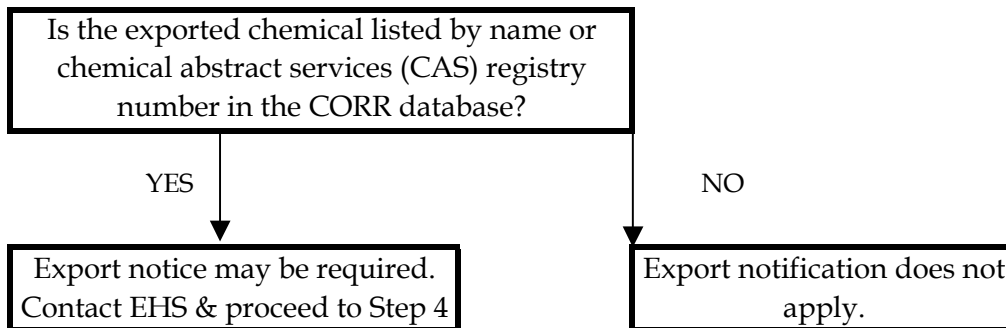 Is the exported chemical listed by name or
chemical abstract services (CAS) registry
number in the CORR database?
YES
NO
Export notice may be required.
Contact EHS & proceed to Step 4
Export notification does not
apply.